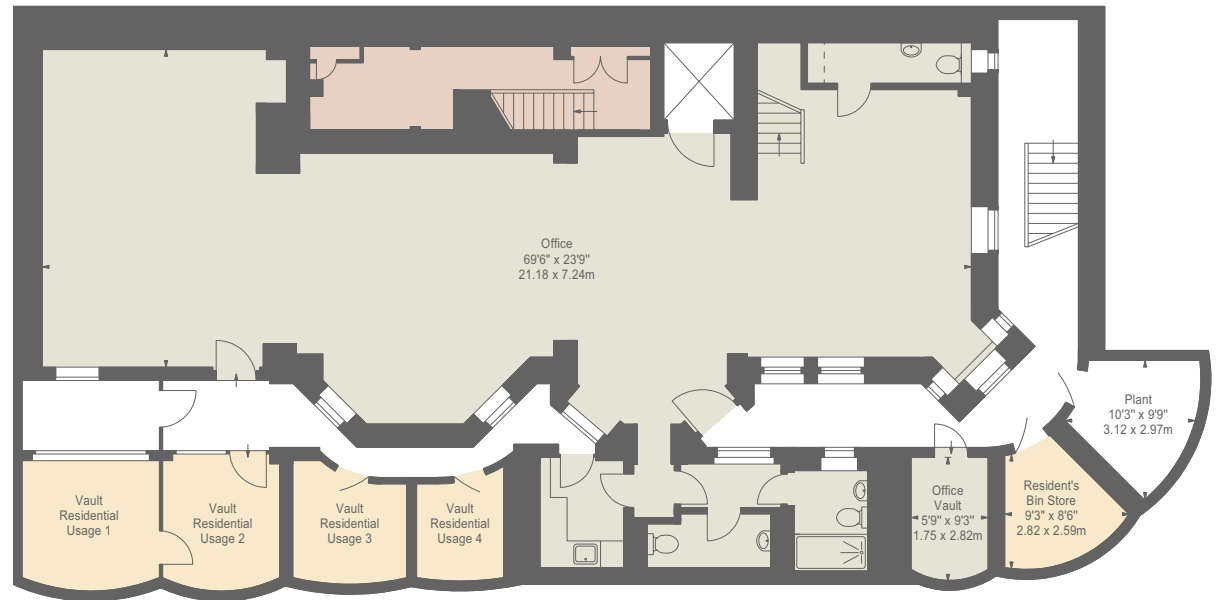 Office
69'6" x 23'9"
21.18 x 7.24m
Plant
10'3" x 9'9"
3.12 x 2.97m
Vault
Residential
Usage 1
Vault
Residential
Usage 2
Vault
Residential
Usage 3
Vault
Residential
Usage 4
Office
Vault
5'9" x 9'3"
1.75 x 2.82m
Resident's
Bin Store
9'3" x 8'6"
2.82 x 2.59m